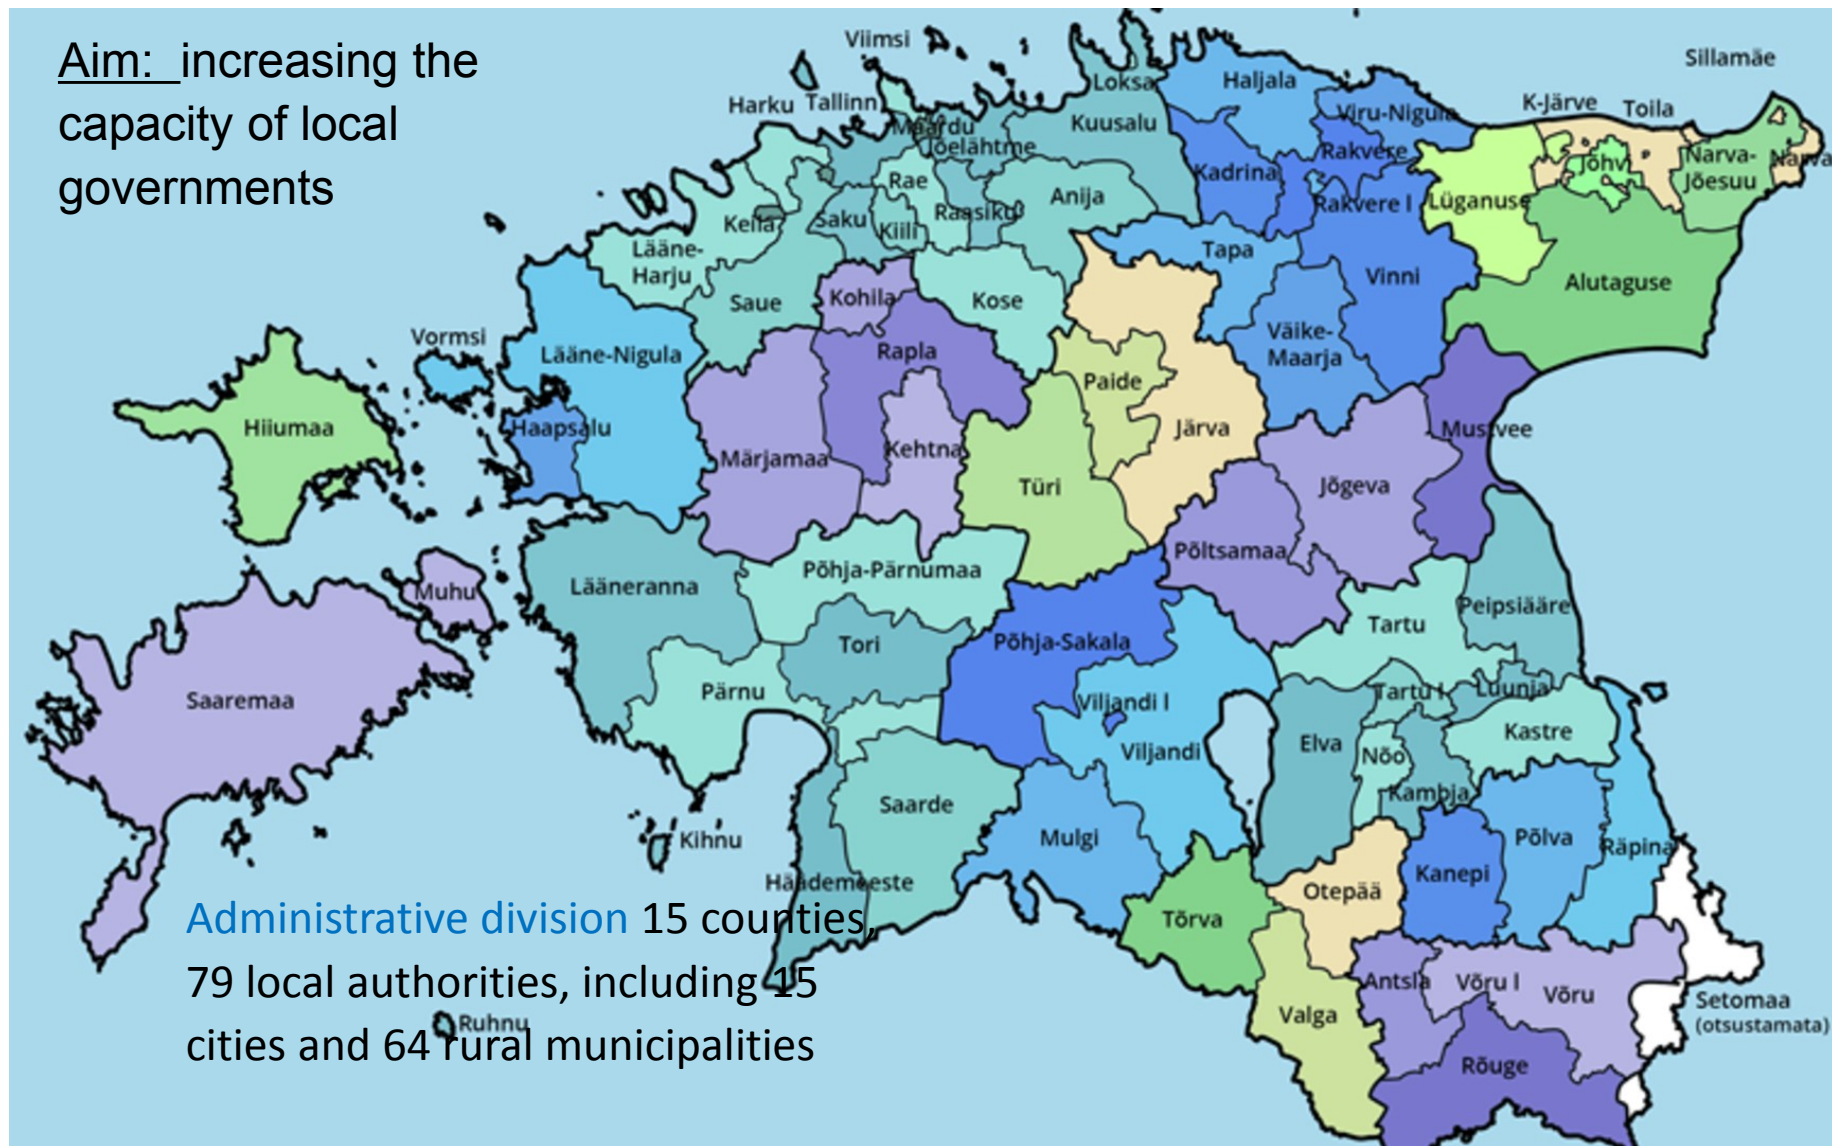 Aim: increasing the
capacity of local
governments
Viimsi
Sillamäe
Loksa
Haljala
Harku
Tallinn
K-Järve
Toila
Viru-Nigula
Maardu
Kuusalu
Jõelähtme
Rakvere
Jõhvi
Narva-
Jõesuu
Narva
Kadrina
Rae
Anija
Rakvere l
Lüganuse
Keila
Saku
Kiili
Raasiku
Lääne-
Harju
Tapa
Vinni
Alutaguse
Saue
Kohila
Kose
Vormsi
Lääne-Nigula
Rapla
Väike-
Maarja
Paide
Hiiumaa
Haapsalu
Järva
Mustvee
Märjamaa
Kehtna
Türi
Jõgeva
Põltsamaa
Muhu
Lääneranna
Põhja-Pärnumaa
Peipsiääre
Tartu
Tori
Põhja-Sakala
Saaremaa
Pärnu
Viljandi l
Tartu l
Luunja
Kastre
Viljandi
Elva
Nõo
Kambja
Saarde
Kihnu
Mulgi
Põlva
Räpina
Häädemeeste
Otepää
Kanepi
Tõrva
Administrative division 15 counties,
79 local authorities, including 15
cities and 64 rural municipalities
Ruhnu
Antsla
Võru l
Võru
Valga
Setomaa
(otsustamata)
Rõuge